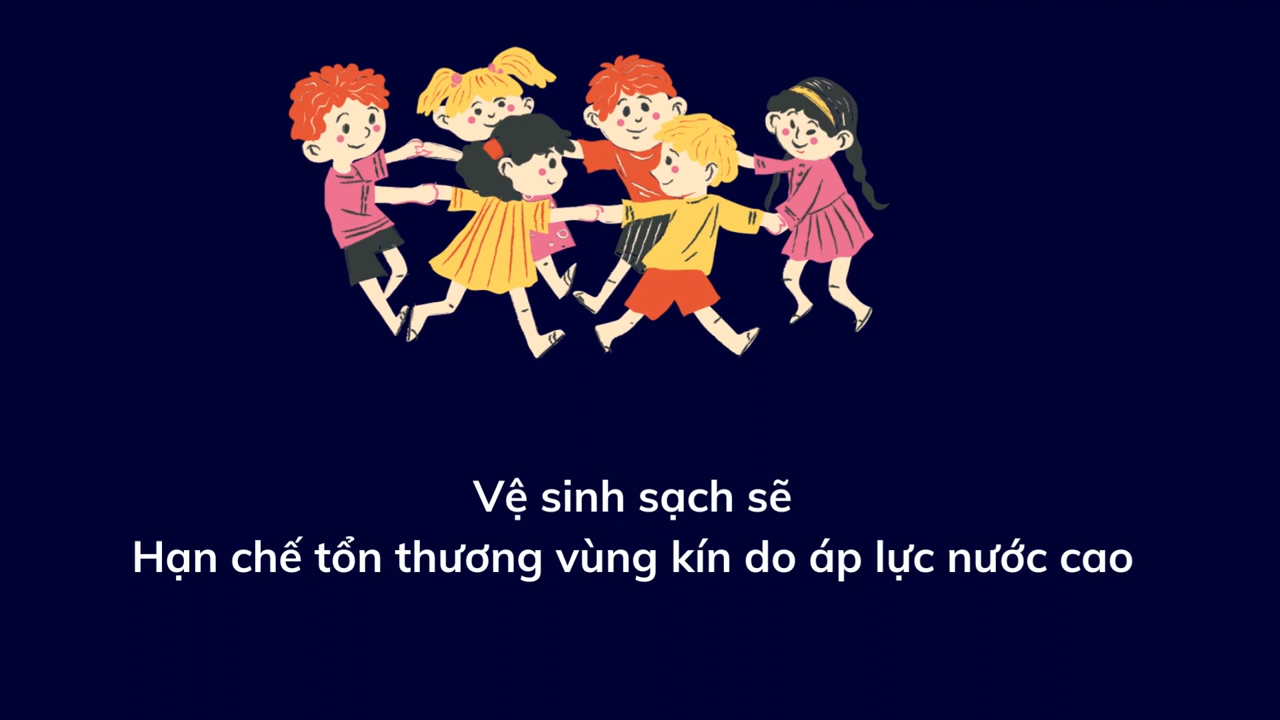 Vệ sinh sạch sẽ
Hạn chế tổn thương vùng kín do áp lực nước cao